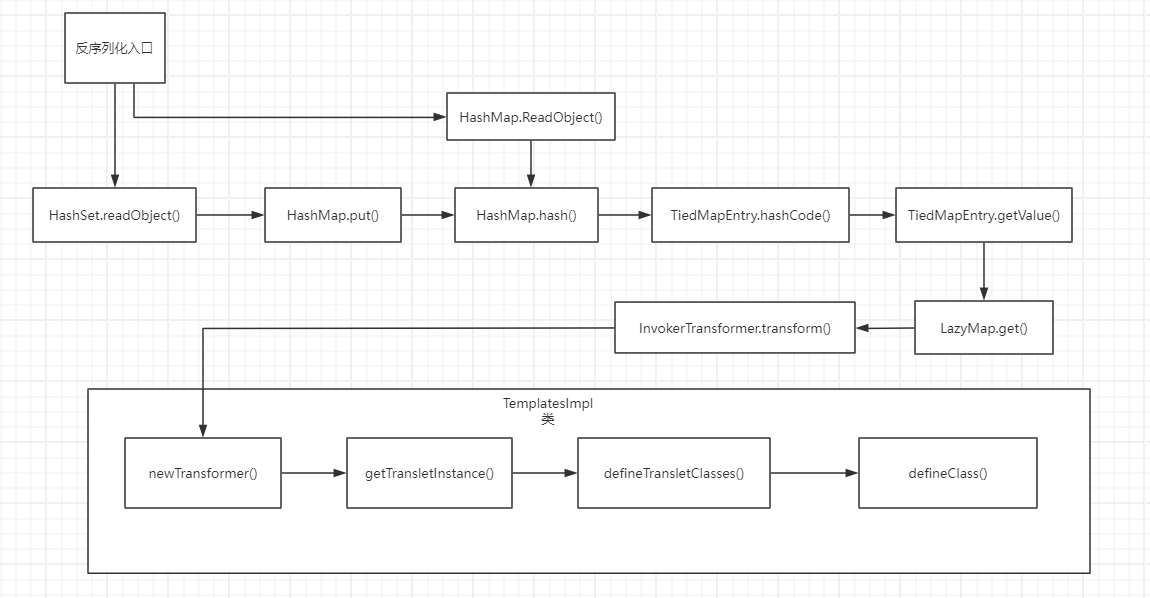 反序列化入口
HashMap.ReadObject()
HashSet.readObject()
HashMap.put()
HashMap.hash()
TiedMapEntry.hashCode()
TiedMapEntry.getValue()
InvokerTransformer.transform()
LazyMap.get()
TemplatesImpl
类
newTransformer()
getTransletInstance()
defineTransletClasses()
defineClass()